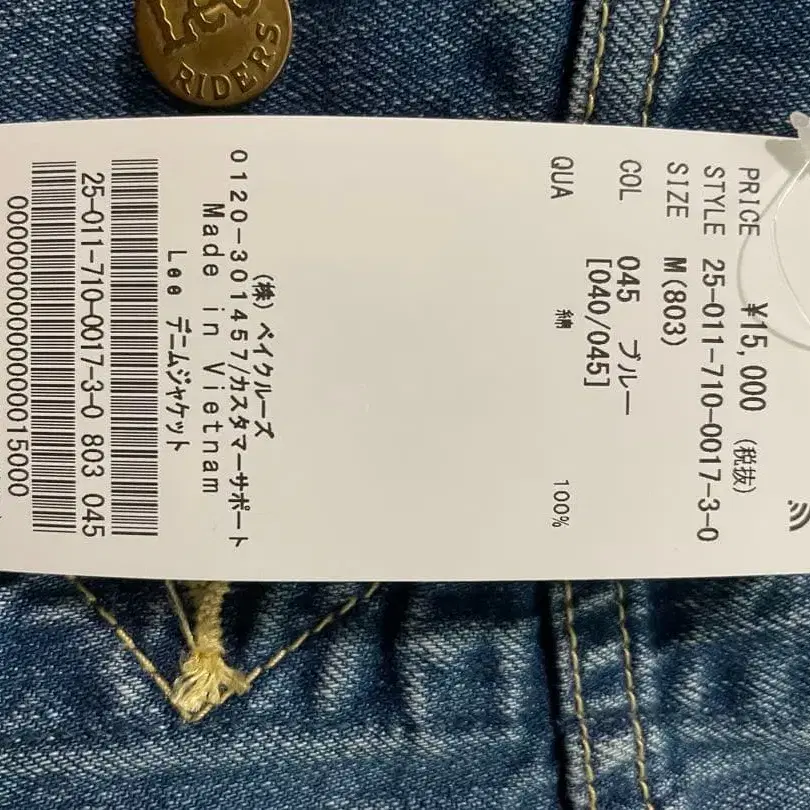 Lee
RIDERS
PRICE ¥15,000 (税抜)
STYLE 25-011-710-0017-3-0
SIZE M(803)
COL 045 ブルー
[040/045]
QUA 綿 100%
(株)ベイクルーズ
0120-301457/カスタマーサポート
Made in Vietnam
Lee デニムジャケット
25-011-710-0017-3-0 803 045